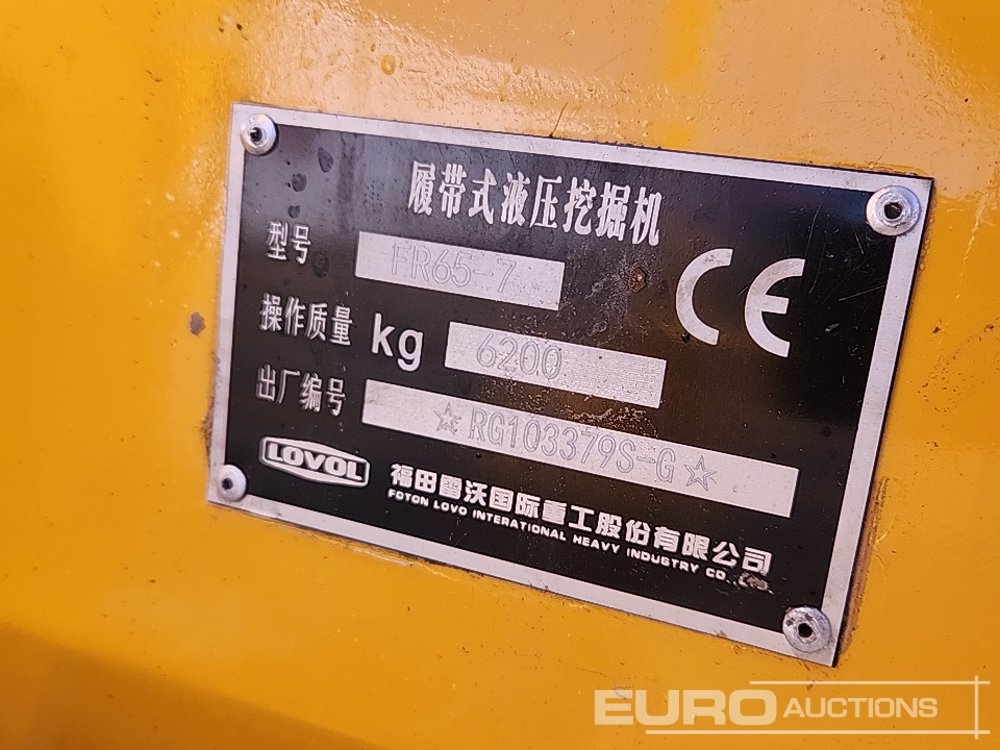 履带式液压挖掘机
型号 FR65-7
操作质量 kg 6200
CE
出厂编号 ☆RG103379S-G☆
LOVOL 福田雷沃国际重工股份有限公司
FOTON LOVO INTERATIONAL HEAVY INDUSTRY CO.,LTD.
EURO AUCTIONS